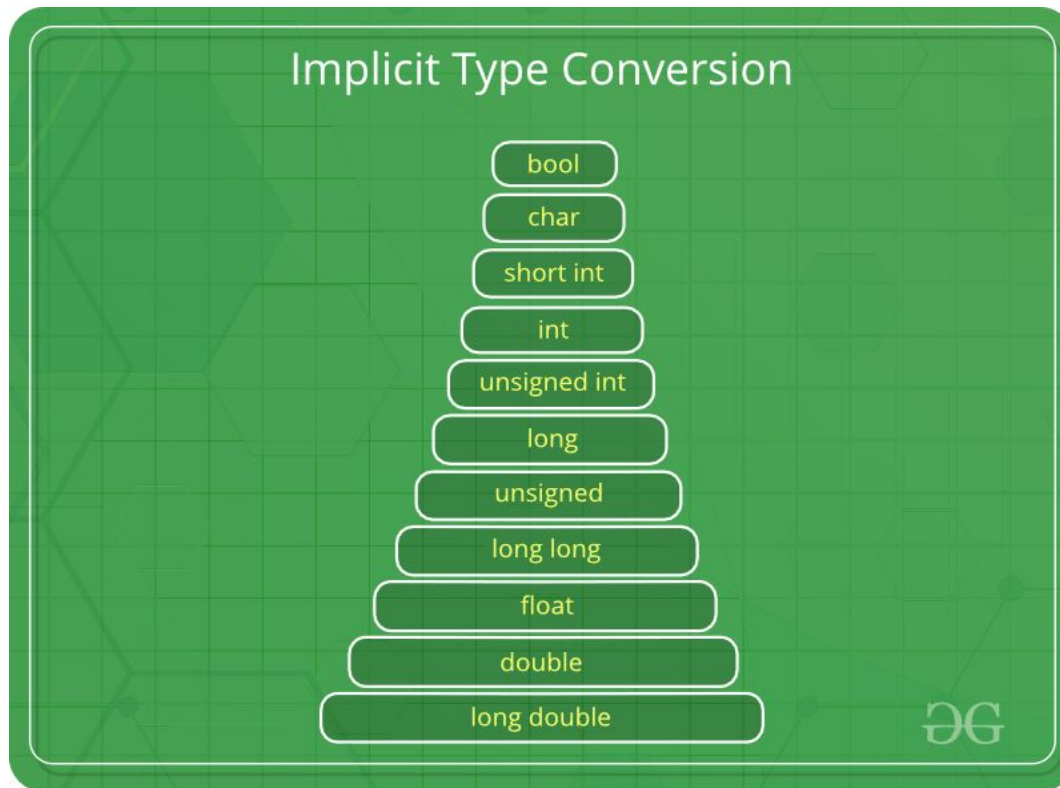 Implicit Type Conversion
bool
char
short int
int
unsigned int
long
unsigned
long long
float
double
long double